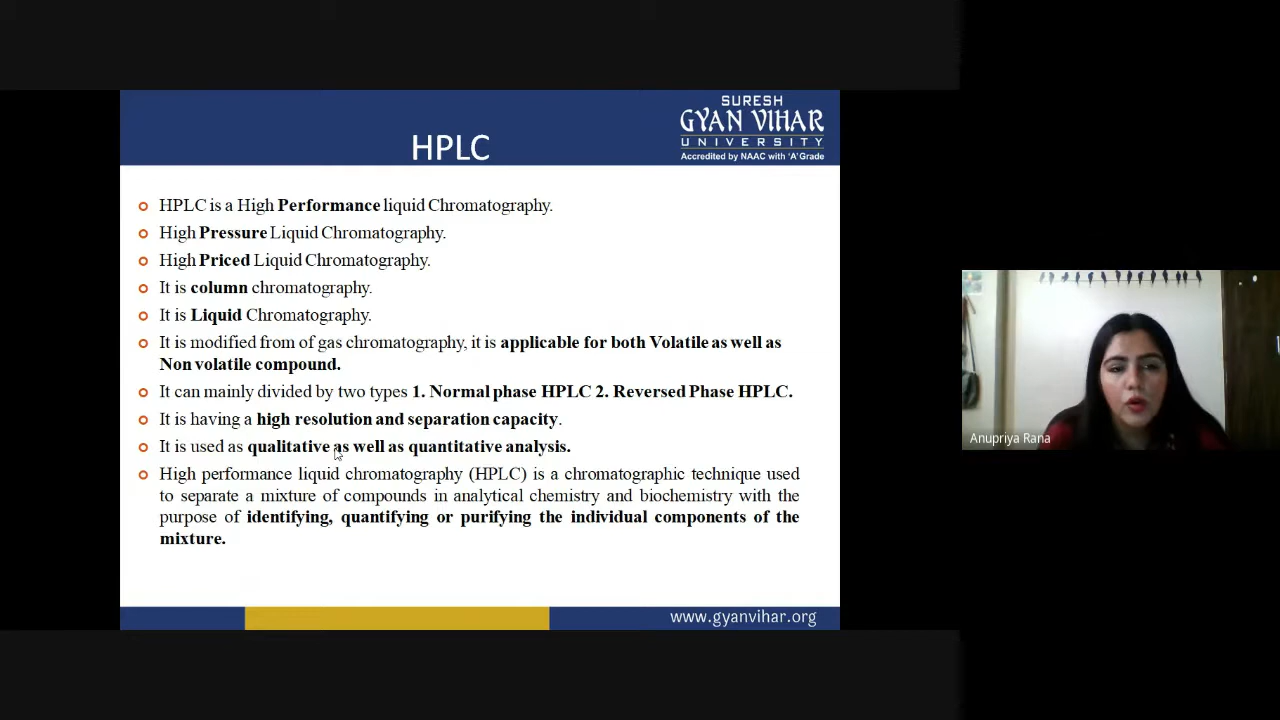 SURESH
GYAN VIHAR
UNIVERSITY
Accredited by NAAC with 'A' Grade
HPLC
HPLC is a High Performance liquid Chromatography.
High Pressure Liquid Chromatography.
High Priced Liquid Chromatography.
It is column chromatography.
It is Liquid Chromatography.
It is modified from of gas chromatography, it is applicable for both Volatile as well as
Non volatile compound.
It can mainly divided by two types 1. Normal phase HPLC 2. Reversed Phase HPLC.
It is having a high resolution and separation capacity.
It is used as qualitative as well as quantitative analysis.
High performance liquid chromatography (HPLC) is a chromatographic technique used
to separate a mixture of compounds in analytical chemistry and biochemistry with the
purpose of identifying, quantifying or purifying the individual components of the
mixture.
www.gyanvihar.org
Anupriya Rana